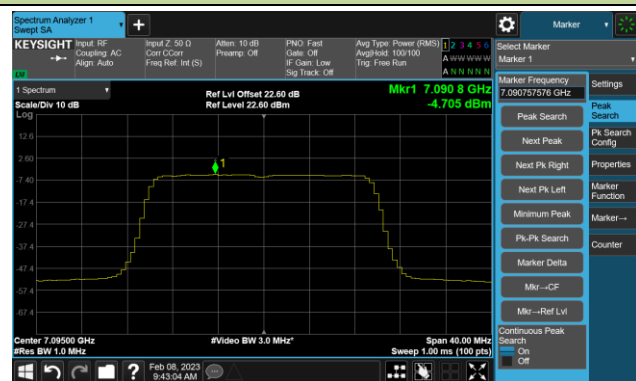 Spectrum Analyzer 1
Swept SA
Marker
KEYSIGHT
Input: RF
Coupling: AC
Align: Auto
Input Z: 50 Ω
Corr CCorr
Freq Ref: Int (S)
Atten: 10 dB
Preamp: Off
PNO: Fast
Gate: Off
IF Gain: Low
Sig Track: Off
Avg Type: Power (RMS)
Avg|Hold: 100/100
Trig: Free Run
1 2 3 4 5 6
A W W W W W
A N N N N N
Select Marker
Marker 1
1 Spectrum
Scale/Div 10 dB
Log
Ref Lvl Offset 22.60 dB
Ref Level 22.60 dBm
Mkr1 7.090 8 GHz
-4.705 dBm
12.6
2.60
-7.40
-17.4
-27.4
-37.4
-47.4
-57.4
-67.4
1
Center 7.09500 GHz
#Res BW 1.0 MHz
#Video BW 3.0 MHz*
Span 40.00 MHz
Sweep 1.00 ms (100 pts)
Marker Frequency
7.090757576 GHz
Peak Search
Next Peak
Next Pk Right
Next Pk Left
Minimum Peak
Pk-Pk Search
Marker Delta
Mkr→CF
Mkr→Ref Lvl
Continuous Peak
Search
On
Off
Settings
Peak
Search
Pk Search
Config
Properties
Marker
Function
Marker→
Counter
?
Feb 08, 2023
9:43:04 AM